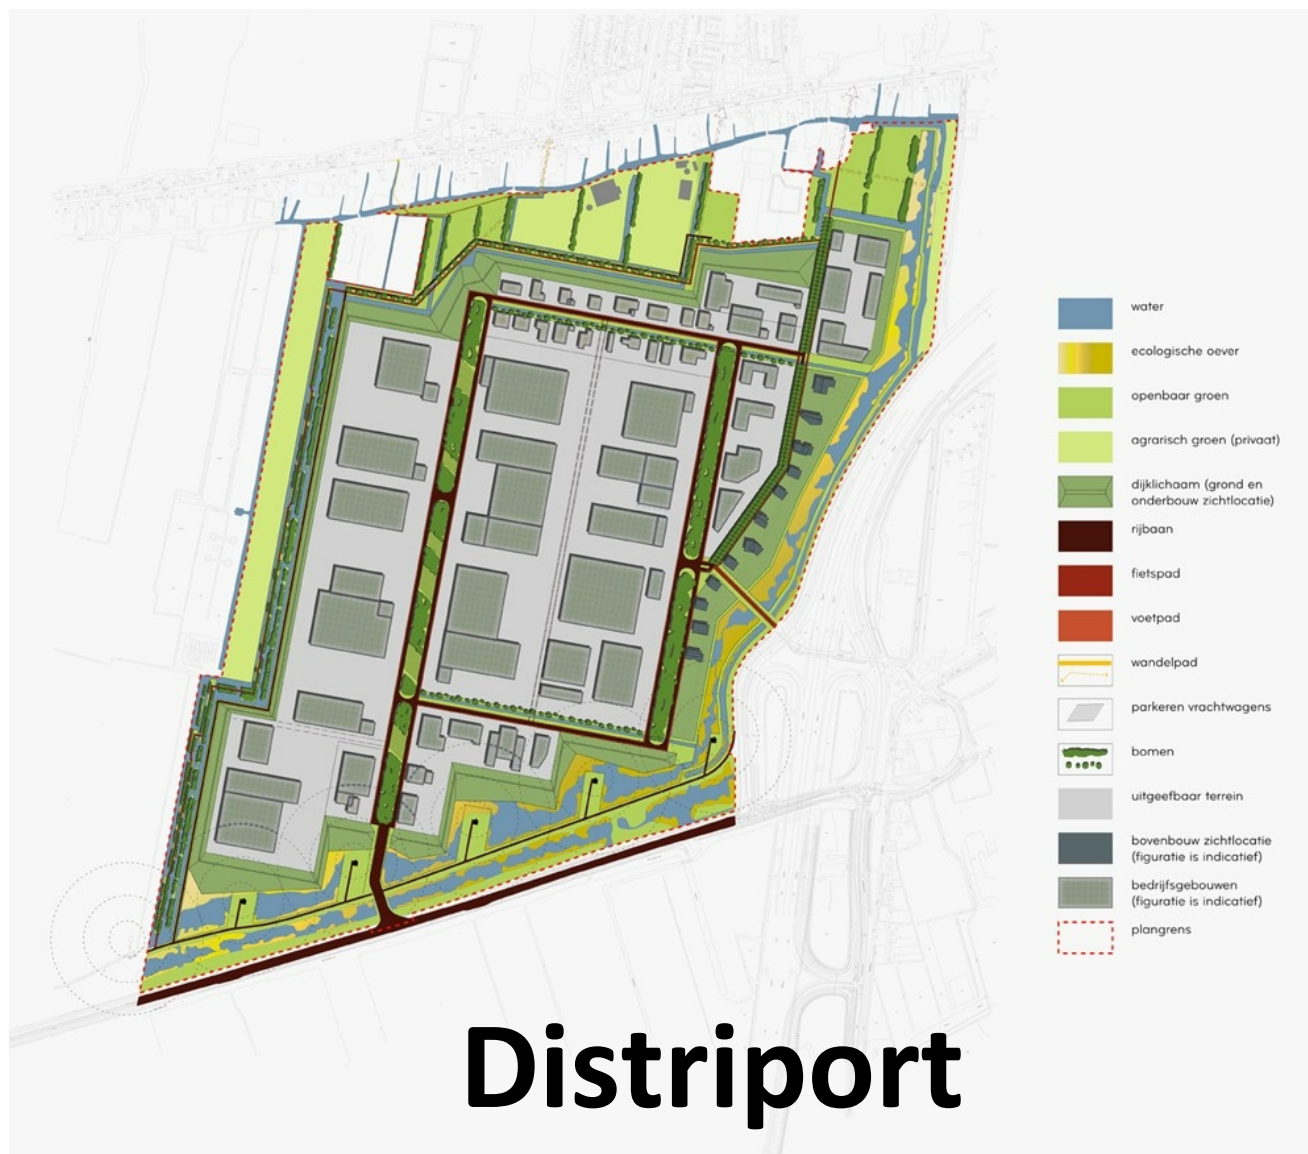 water
ecologische oever
openbaar groen
agrarisch groen (privaat)
dijklichaam (grond en
onderbouw zichtlocatie)
rijbaan
fietspad
voetpad
wandelpad
parkeren vrachtwagens
bomen
uitgeefbaar terrein
bovenbouw zichtlocatie
(figuratie is indicatief)
bedrijfsgebouwen
(figuratie is indicatief)
plangrens
Distriport